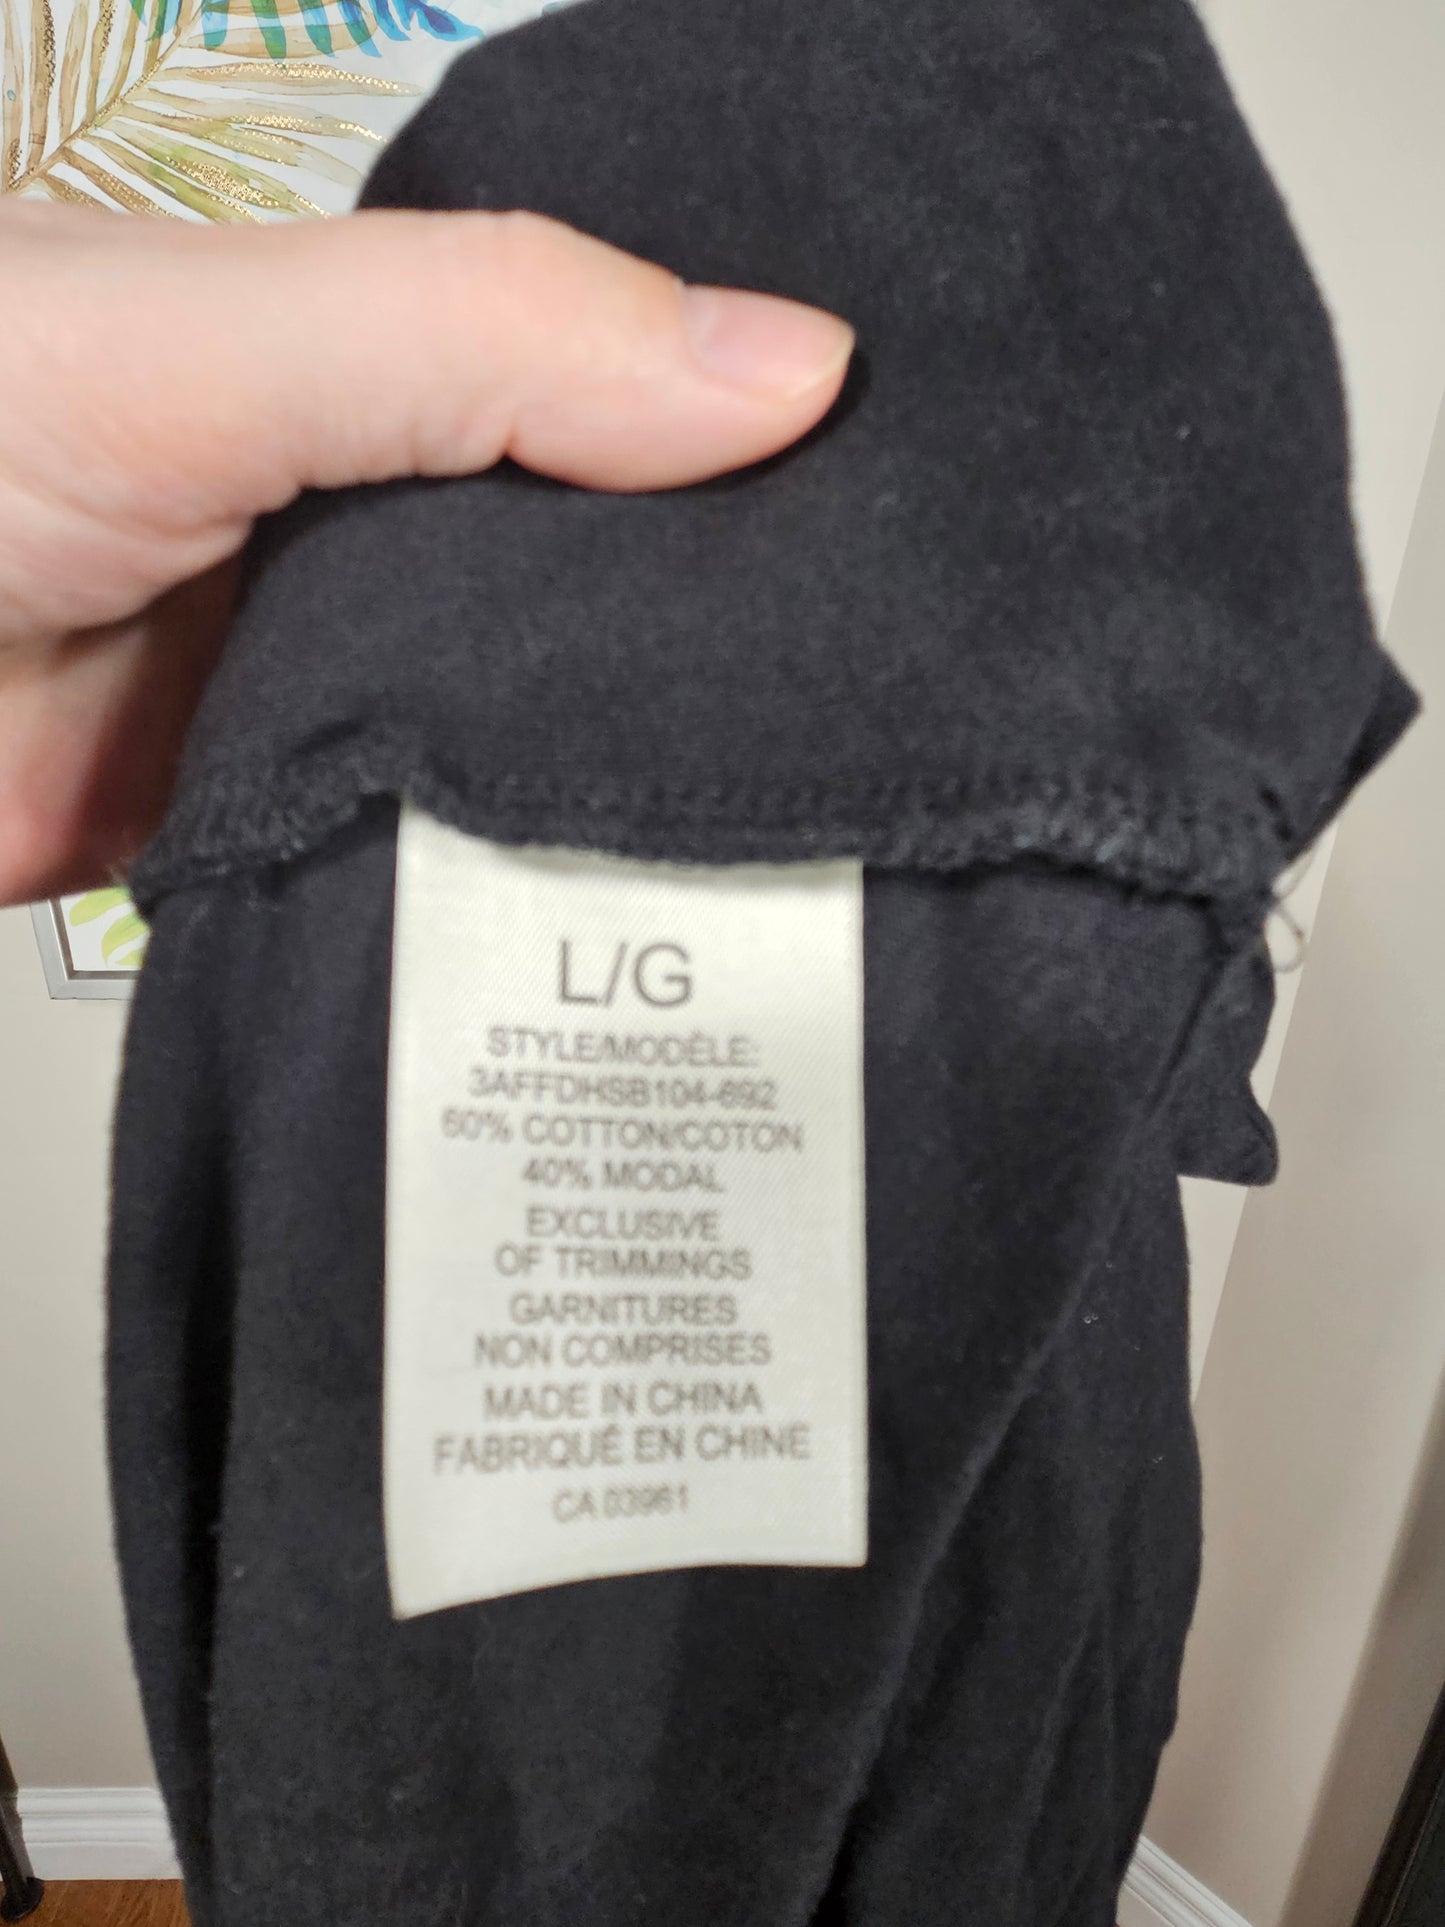 L/G
STYLE/MODÈLE:
3AFFDHSB104-692
60% COTTON/COTON
40% MODAL
EXCLUSIVE
OF TRIMMINGS
GARNITURES
NON COMPRISES
MADE IN CHINA
FABRIQUÉ EN CHINE
CA 03961